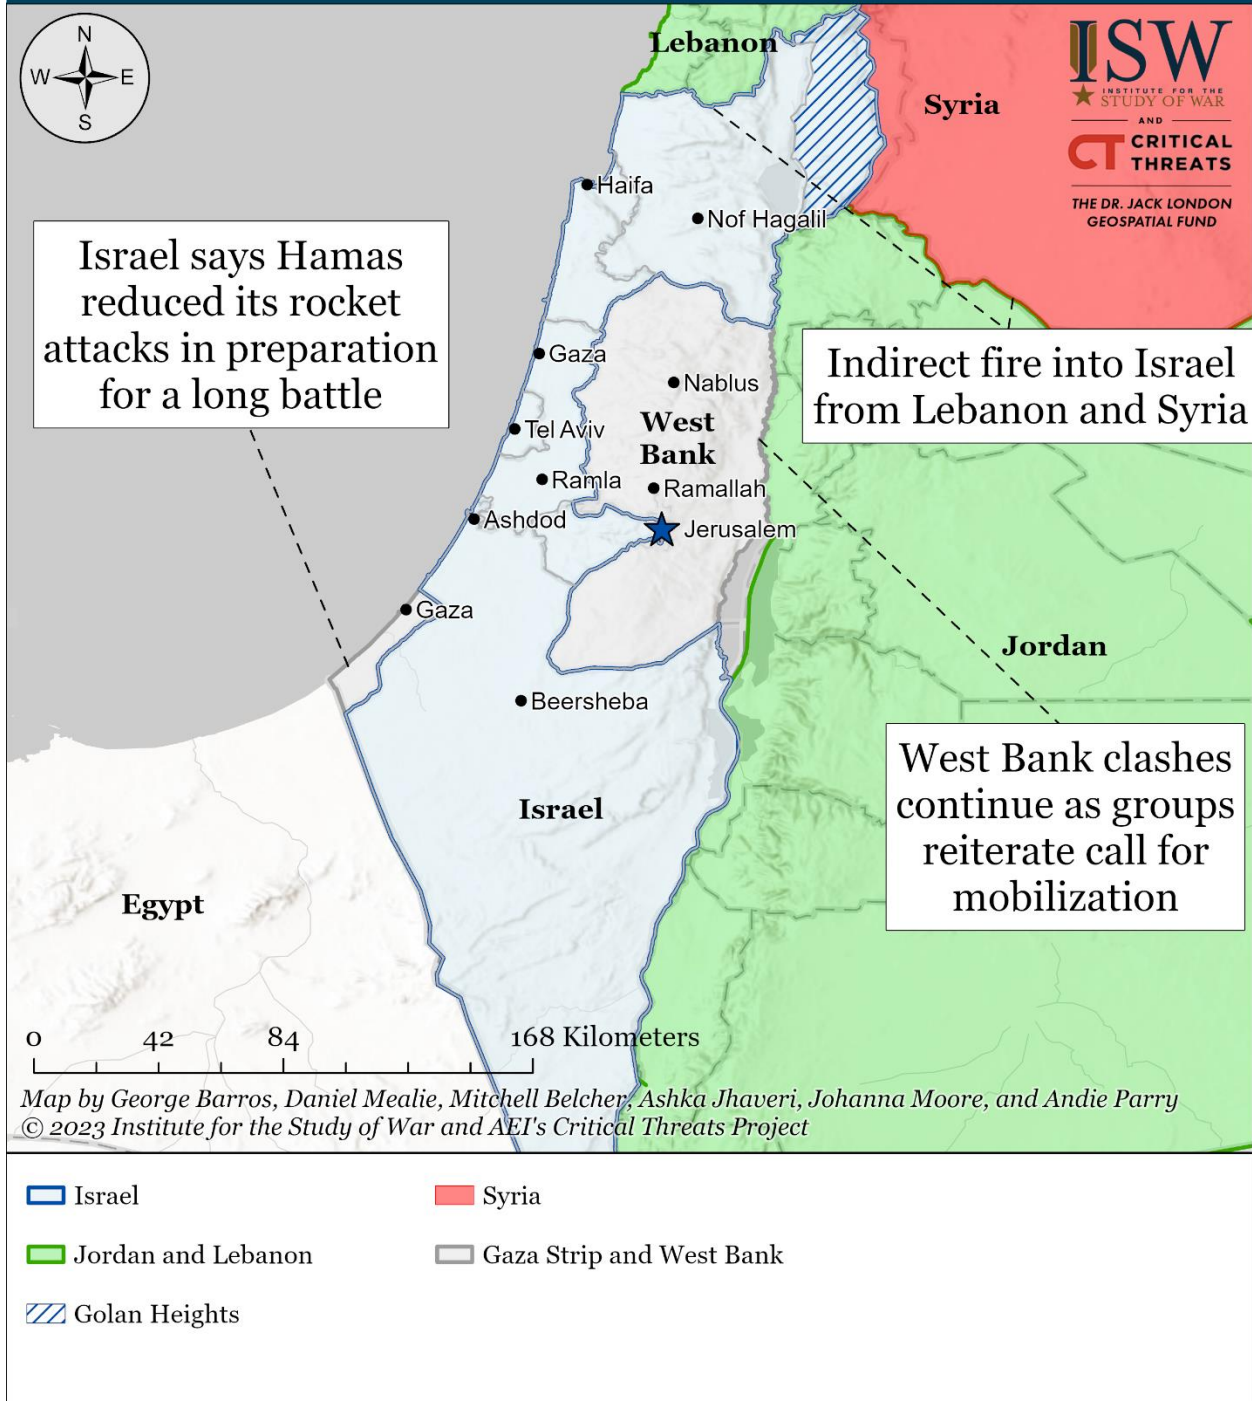 N
W E
S
Lebanon
Syria
ISW
INSTITUTE FOR THE
STUDY OF WAR
AND
CT CRITICAL
THREATS
THE DR. JACK LONDON
GEOSPATIAL FUND
Haifa
Nof Hagalil
Israel says Hamas
reduced its rocket
attacks in preparation
for a long battle
Gaza
Nablus
Indirect fire into Israel
from Lebanon and Syria
Tel Aviv
West
Bank
Ramla
Ramallah
Ashdod
Jerusalem
Gaza
Jordan
Beersheba
West Bank clashes
continue as groups
reiterate call for
mobilization
Israel
Egypt
0 42 84 168 Kilometers
Map by George Barros, Daniel Mealie, Mitchell Belcher, Ashka Jhaveri, Johanna Moore, and Andie Parry
© 2023 Institute for the Study of War and AEI's Critical Threats Project
Israel
Syria
Jordan and Lebanon
Gaza Strip and West Bank
Golan Heights